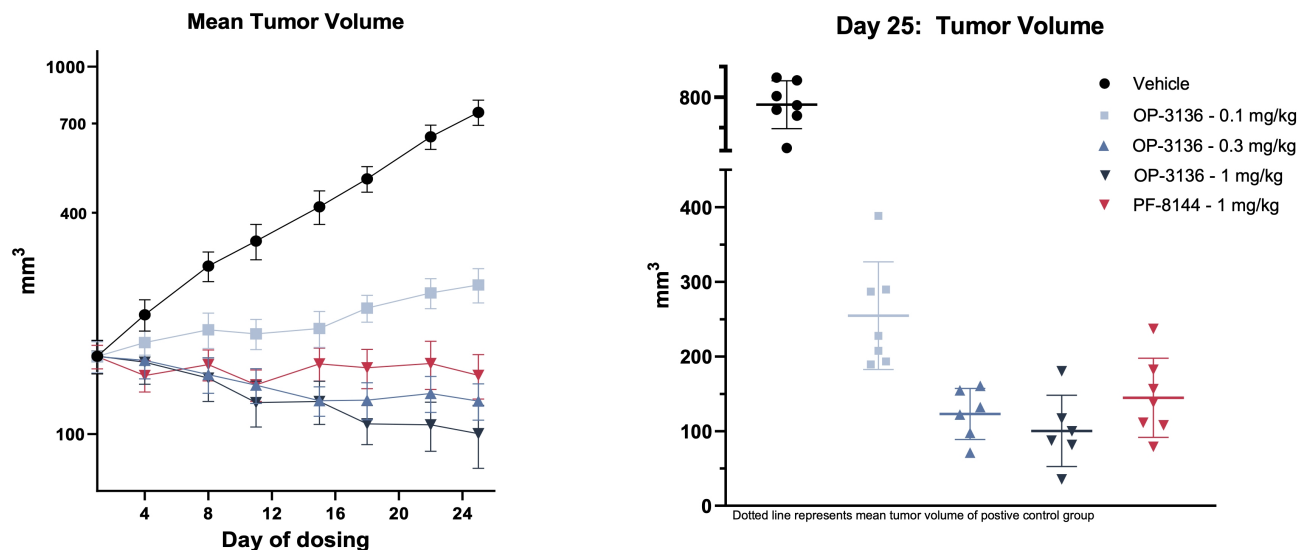 Mean Tumor Volume
1000
700
400
100
mm3
4 8 12 16 20 24
Day of dosing
Day 25: Tumor Volume
800
400
300
200
100
0
mm3
Vehicle
OP-3136 - 0.1 mg/kg
OP-3136 - 0.3 mg/kg
OP-3136 - 1 mg/kg
PF-8144 - 1 mg/kg
Dotted line represents mean tumor volume of postive control group